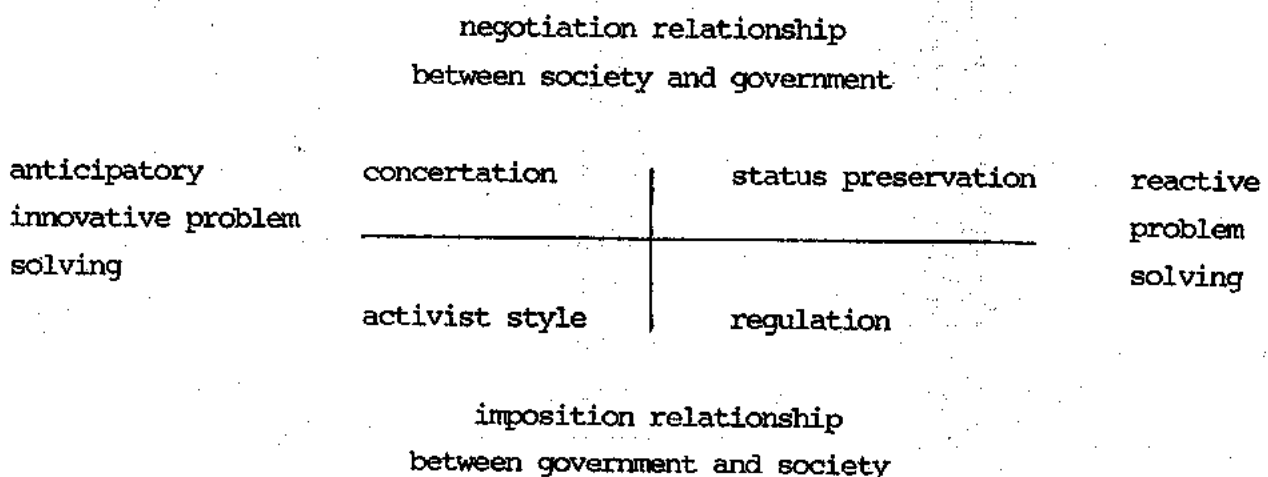 negotiation relationship
between society and government
anticipatory
innovative problem
solving
concertation
status preservation
reactive
problem
solving
activist style
regulation
imposition relationship
between government and society